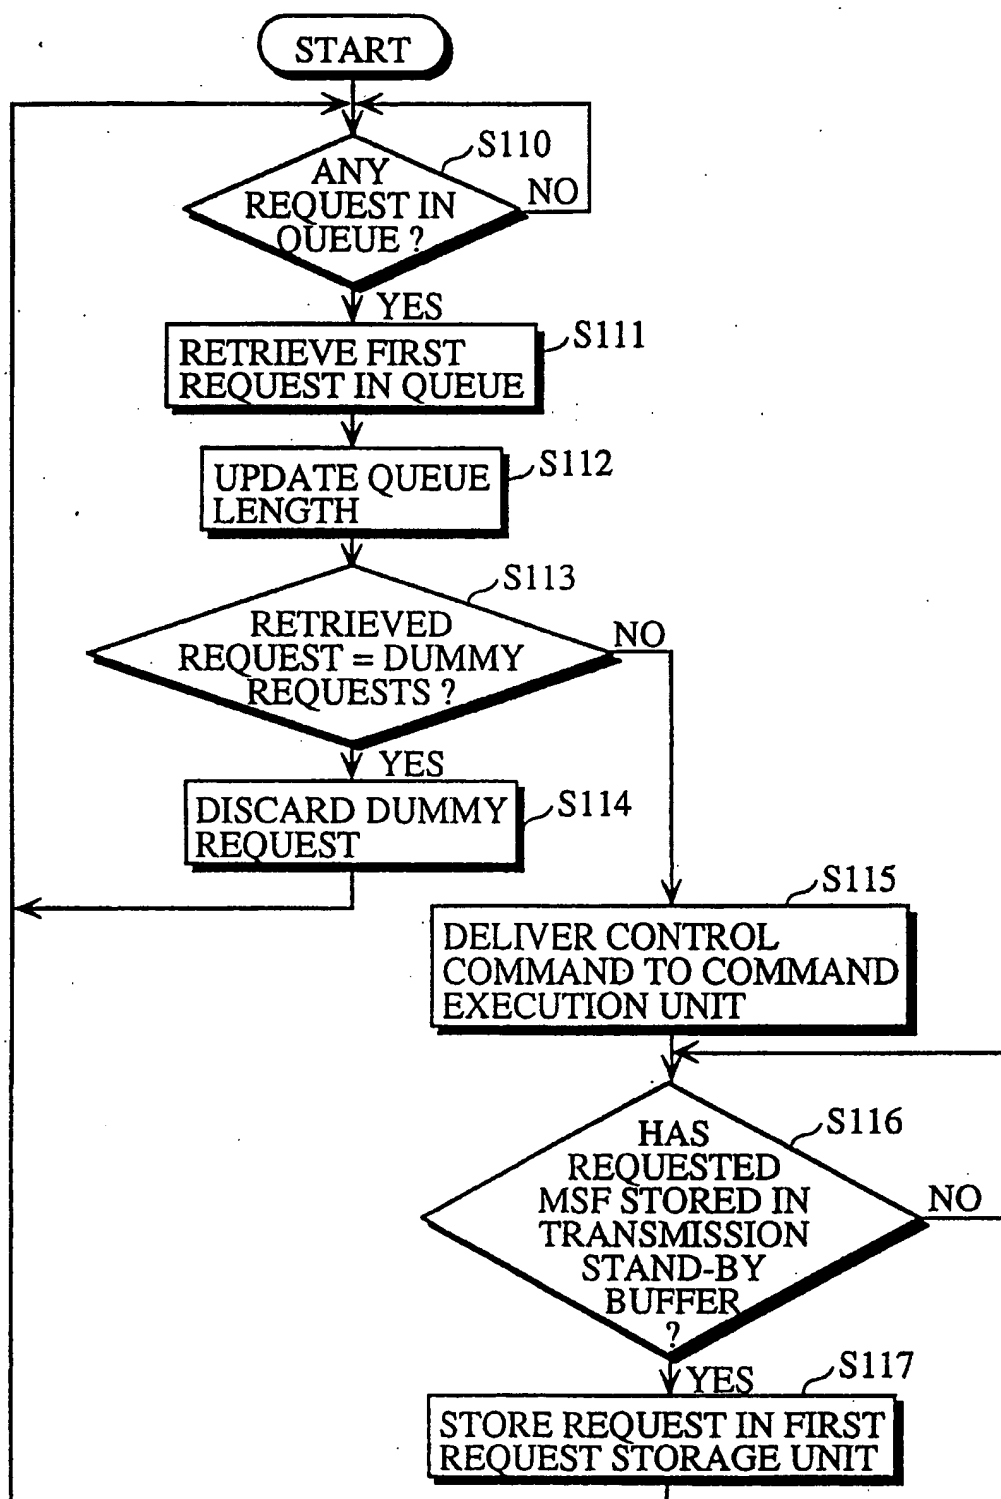 START
S110
ANY
REQUEST IN
QUEUE ?
NO
YES
S111
RETRIEVE FIRST
REQUEST IN QUEUE
S112
UPDATE QUEUE
LENGTH
S113
RETRIEVED
REQUEST = DUMMY
REQUESTS ?
NO
YES
S114
DISCARD DUMMY
REQUEST
S115
DELIVER CONTROL
COMMAND TO COMMAND
EXECUTION UNIT
S116
HAS
REQUESTED
MSF STORED IN
TRANSMISSION
STAND-BY
BUFFER
?
NO
YES
S117
STORE REQUEST IN FIRST
REQUEST STORAGE UNIT